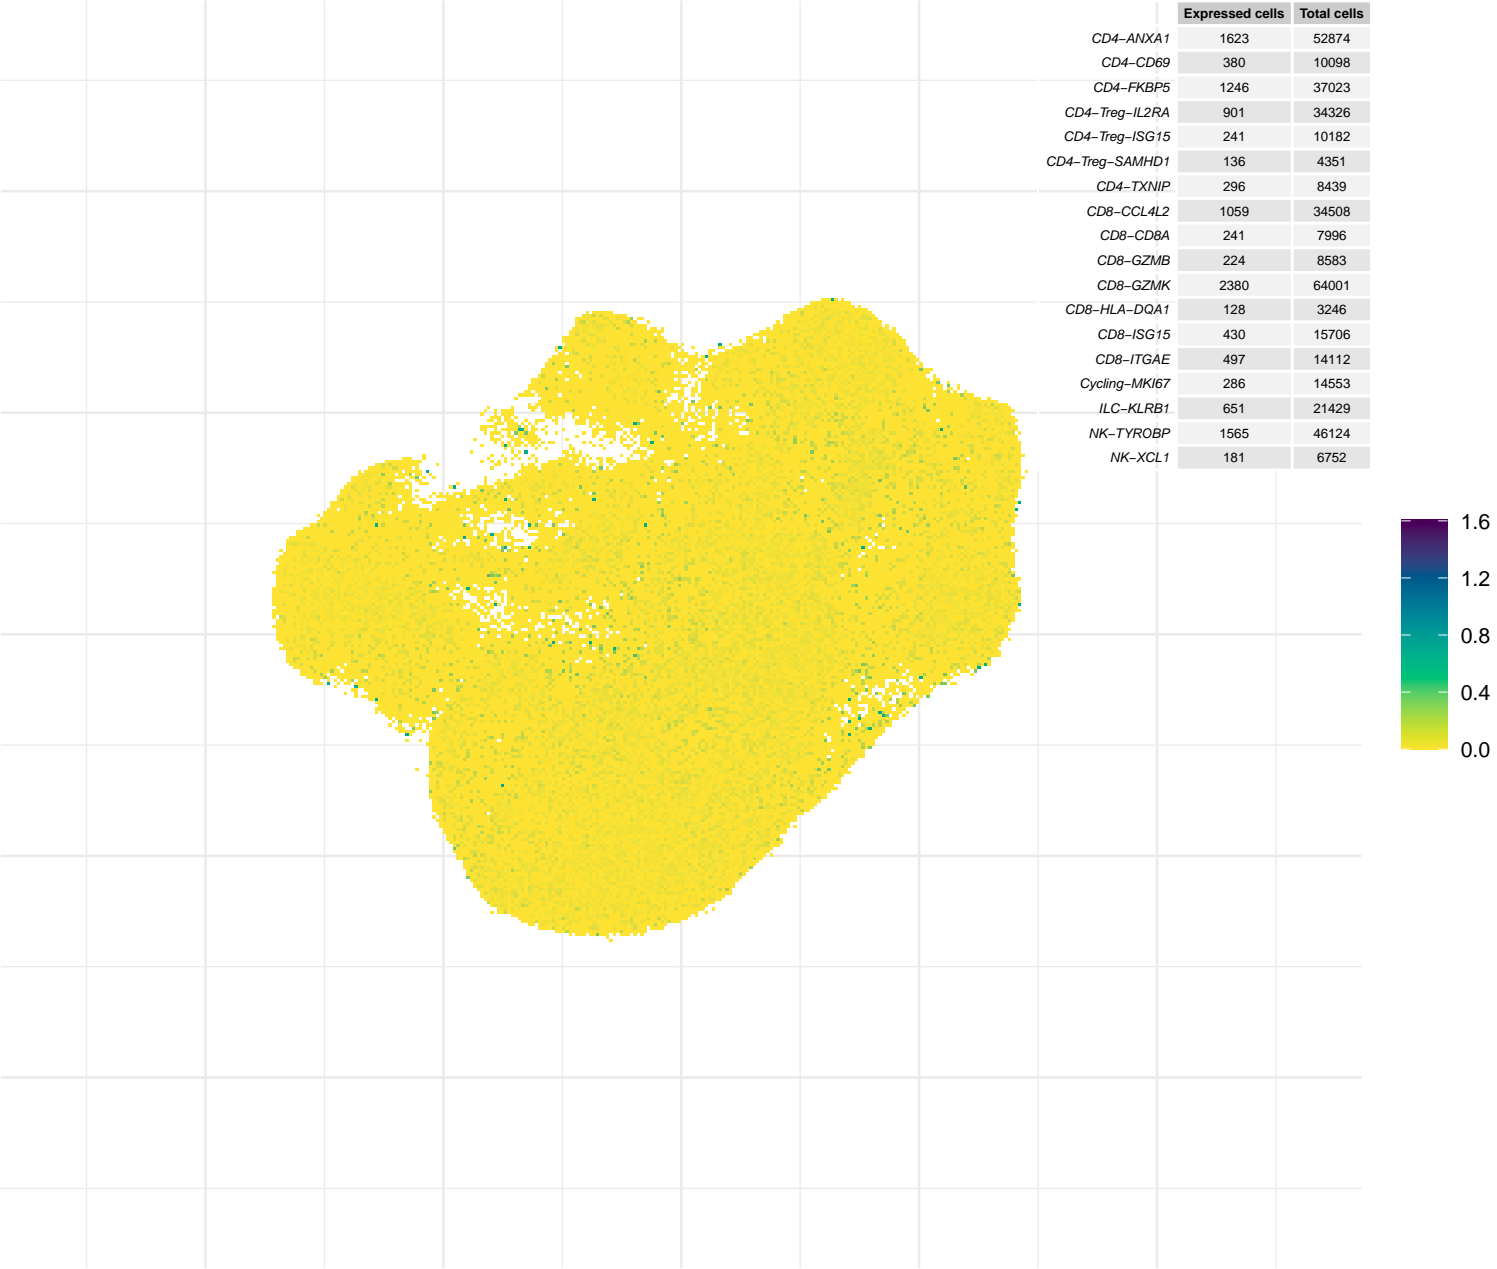 Expressed cells Total cells
CD4−ANXA1 1623 52874
CD4−CD69 380 10098
CD4−FKBP5 1246 37023
CD4−Treg−IL2RA 901 34326
CD4−Treg−ISG15 241 10182
CD4−Treg−SAMHD1 136 4351
CD4−TXNIP 296 8439
CD8−CCL4L2 1059 34508
CD8−CD8A 241 7996
CD8−GZMB 224 8583
CD8−GZMK 2380 64001
CD8−HLA−DQA1 128 3246
CD8−ISG15 430 15706
CD8−ITGAE 497 14112
Cycling−MKI67 286 14553
ILC−KLRB1 651 21429
NK−TYROBP 1565 46124
NK−XCL1 181 6752
1.6
1.2
0.8
0.4
0.0